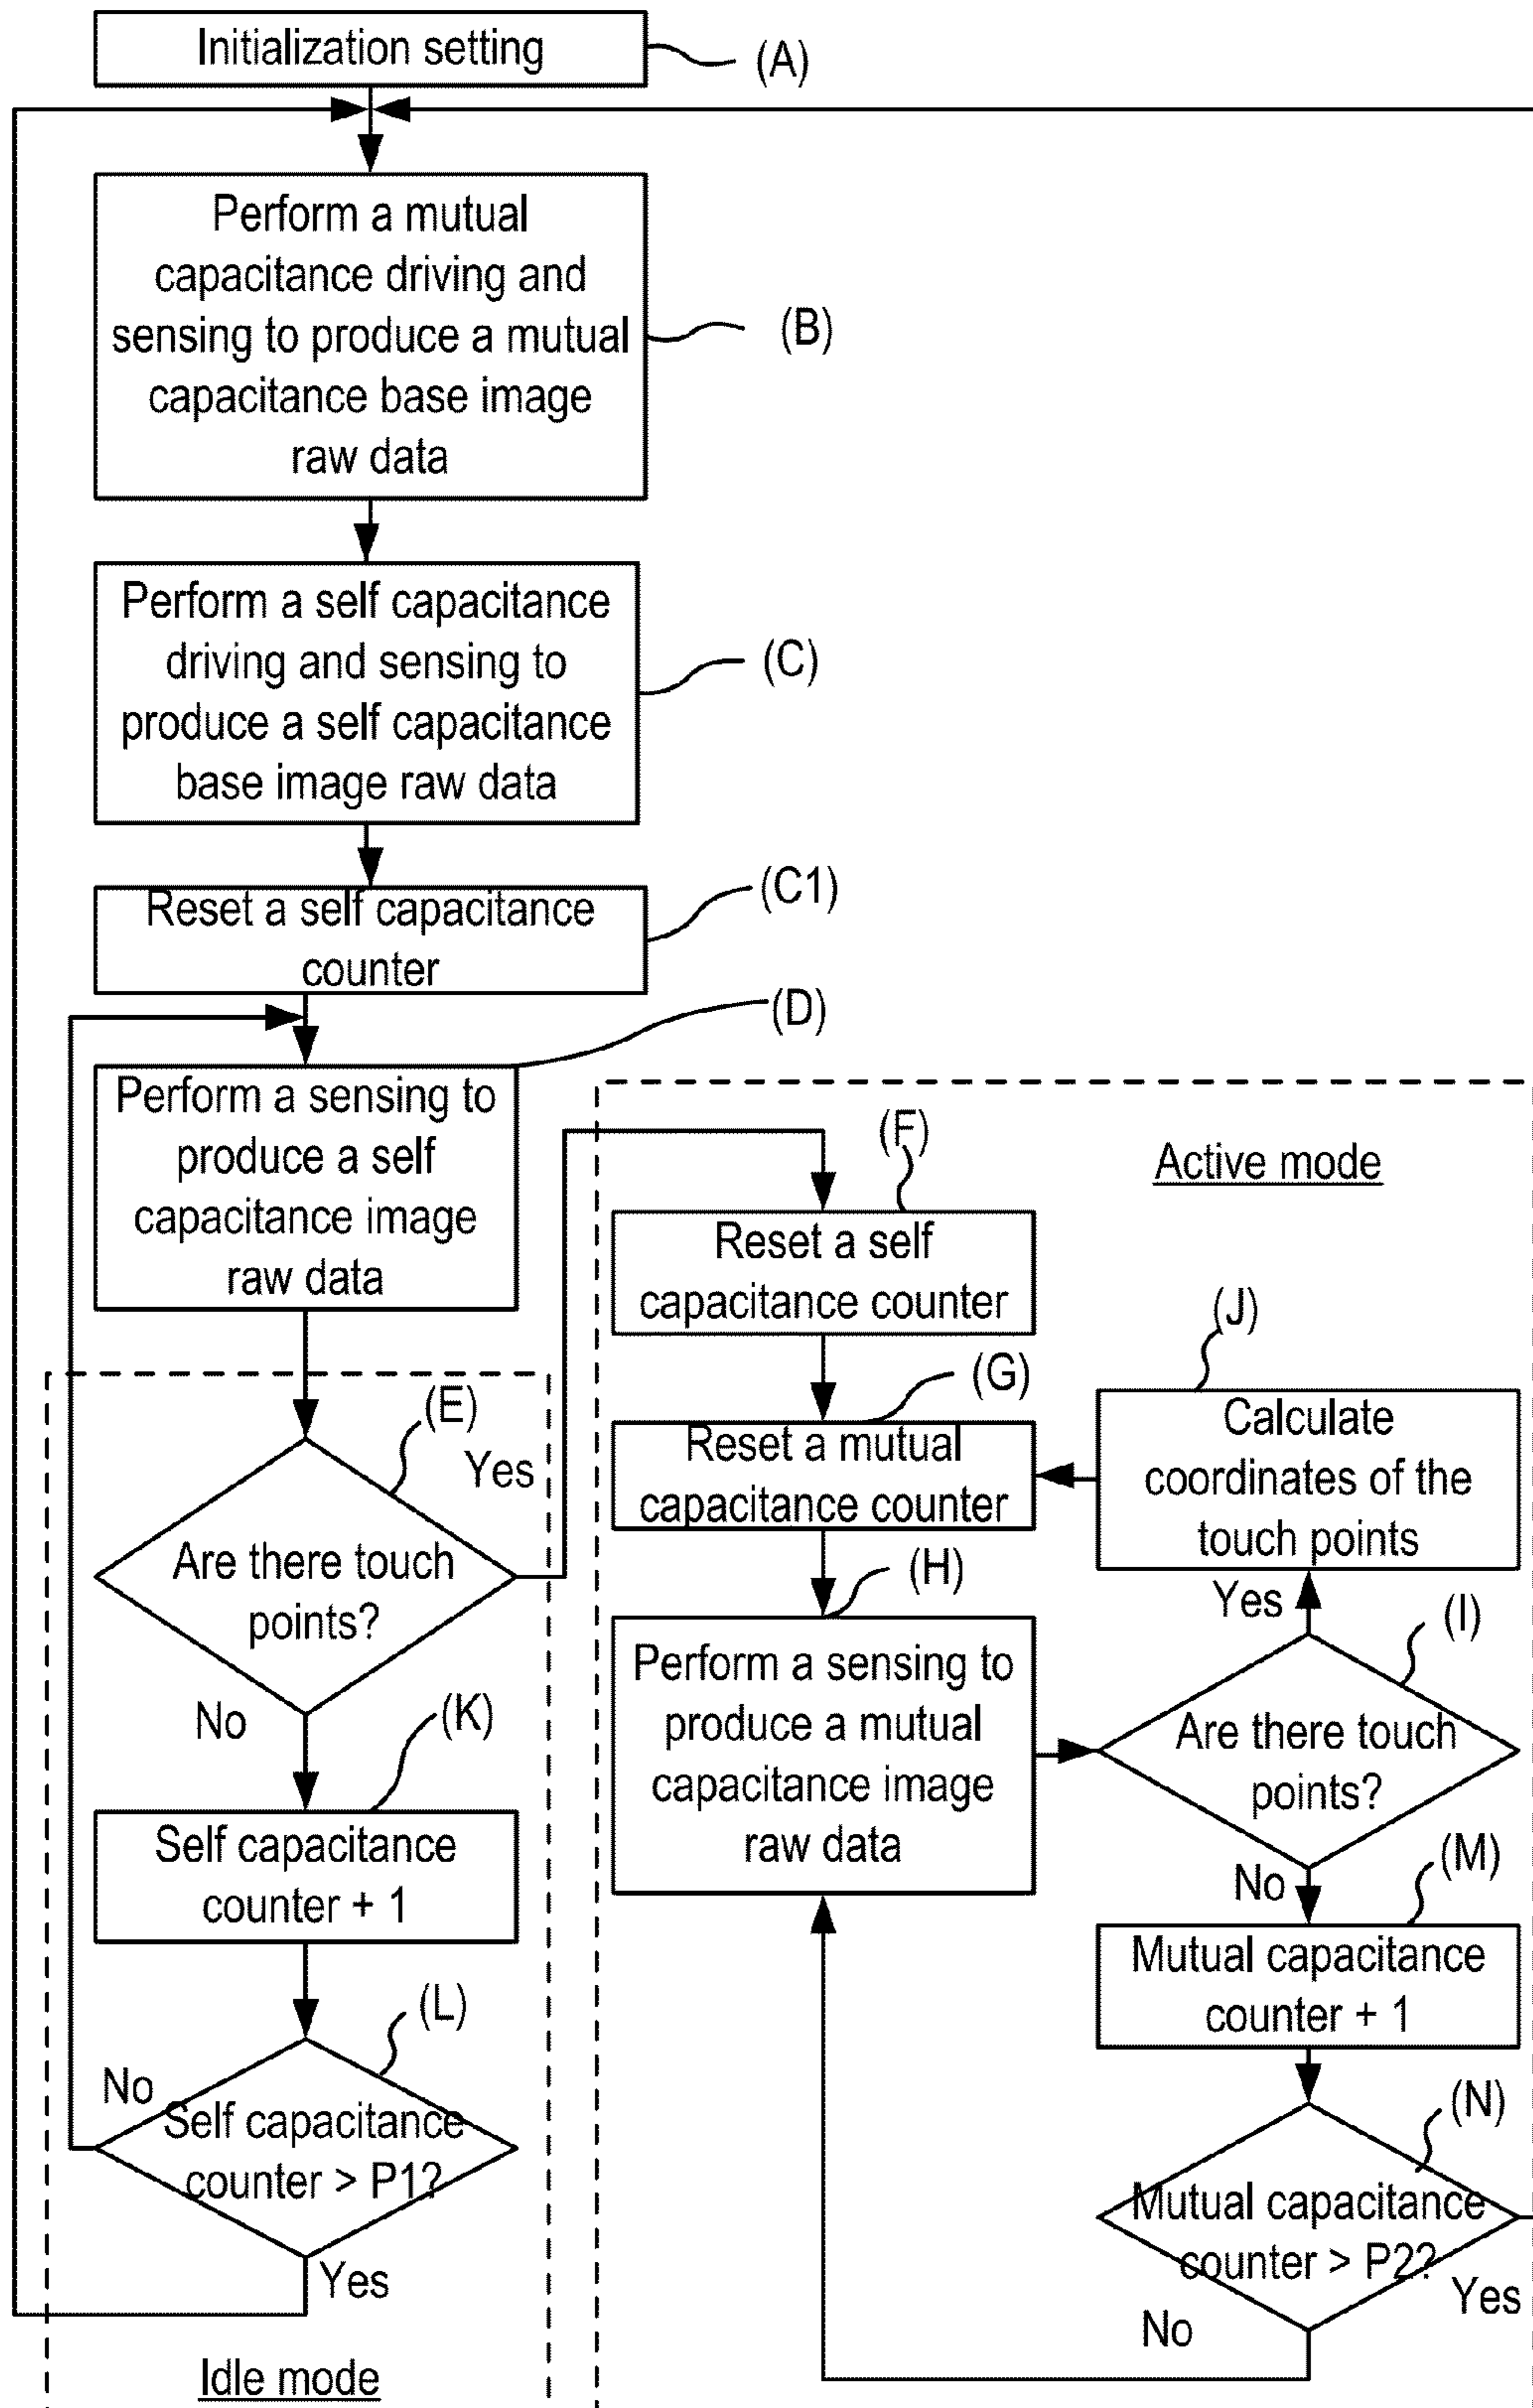 Initialization setting
(A)
Perform a mutual
capacitance driving and
sensing to produce a mutual
capacitance base image
raw data
(B)
Perform a self capacitance
driving and sensing to
produce a self capacitance
base image raw data
(C)
Reset a self capacitance
counter
(C1)
(D)
Perform a sensing to
produce a self
capacitance image
raw data
(E)
Yes
Are there touch
points?
No
(K)
Self capacitance
counter + 1
(L)
No
Self capacitance
counter > P1?
Yes
Idle mode
Active mode
(F)
Reset a self
capacitance counter
(G)
Reset a mutual
capacitance counter
(H)
Perform a sensing to
produce a mutual
capacitance image
raw data
(J)
Calculate
coordinates of the
touch points
Yes
(I)
Are there touch
points?
No
(M)
Mutual capacitance
counter + 1
(N)
Mutual capacitance
counter > P2?
Yes
No